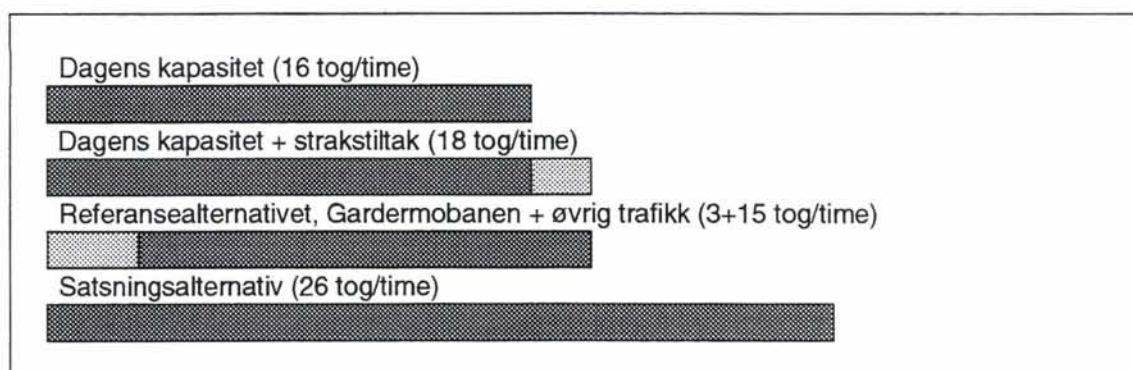 Dagens kapasitet (16 tog/time)
Dagens kapasitet + strakstiltak (18 tog/time)
Referansealternativet, Gardermobanen + øvrig trafikk (3+15 tog/time)
Satsningsalternativ (26 tog/time)